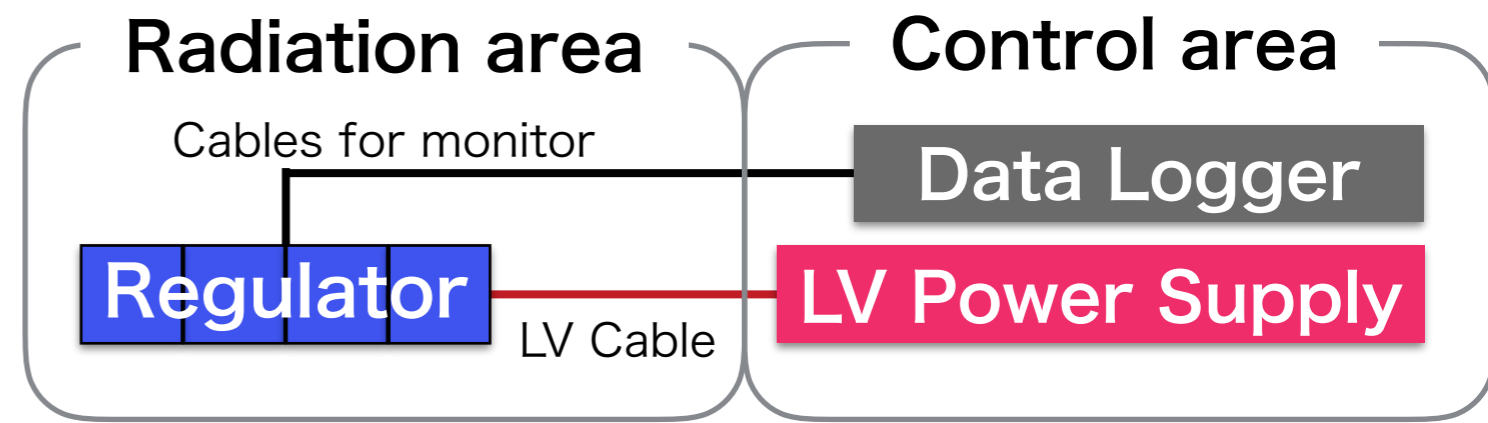 Radiation area
Control area
Cables for monitor
Data Logger
Regulator
LV Power Supply
LV Cable